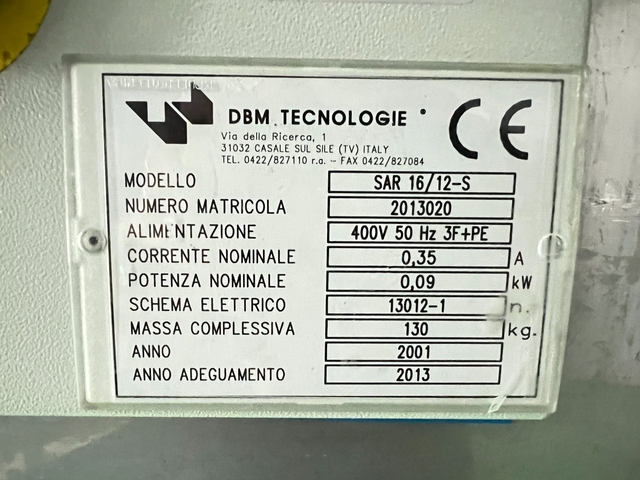 DBM TECNOLOGIE
Via della Ricerca, 1
31032 CASALE SUL SILE (TV) ITALY
TEL. 0422/827110 r.a. - FAX 0422/827084
CE
MODELLO SAR 16/12-S
NUMERO MATRICOLA 2013020
ALIMENTAZIONE 400V 50 Hz 3F+PE
CORRENTE NOMINALE 0,35 A
POTENZA NOMINALE 0,09 kW
SCHEMA ELETTRICO 13012-1 n.
MASSA COMPLESSIVA 130 kg.
ANNO 2001
ANNO ADEGUAMENTO 2013